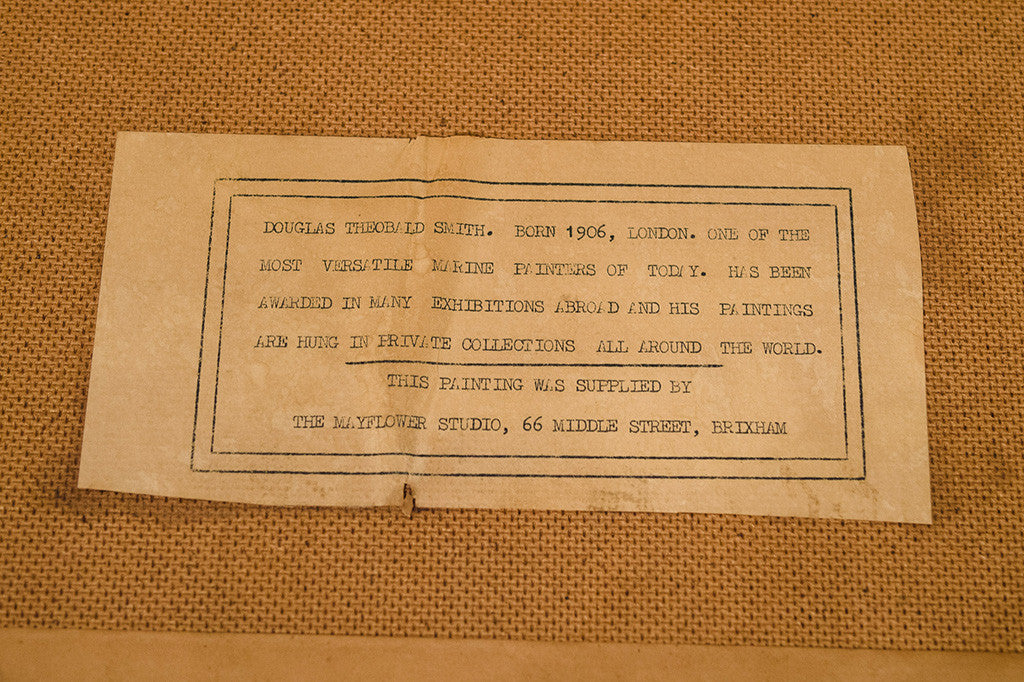 DOUGLAS THEOBALD SMITH. BORN 1906, LONDON. ONE OF THE
MOST VERSATILE MARINE PAINTERS OF TODAY. HAS BEEN
AWARDED IN MANY EXHIBITIONS ABROAD AND HIS PAINTINGS
ARE HUNG IN PRIVATE COLLECTIONS ALL AROUND THE WORLD.
THIS PAINTING WAS SUPPLIED BY
THE MAYFLOWER STUDIO, 66 MIDDLE STREET, BRIXHAM